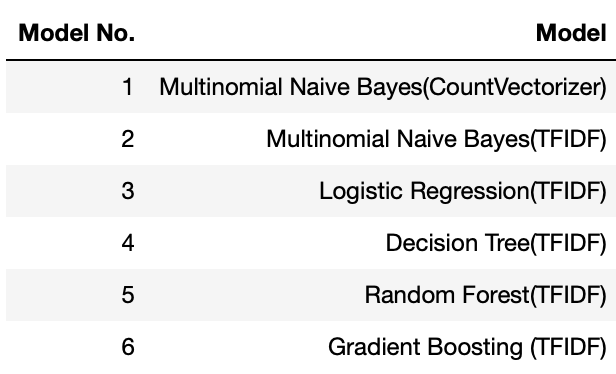 Model No. Model
1 Multinomial Naive Bayes(CountVectorizer)
2 Multinomial Naive Bayes(TFIDF)
3 Logistic Regression(TFIDF)
4 Decision Tree(TFIDF)
5 Random Forest(TFIDF)
6 Gradient Boosting (TFIDF)